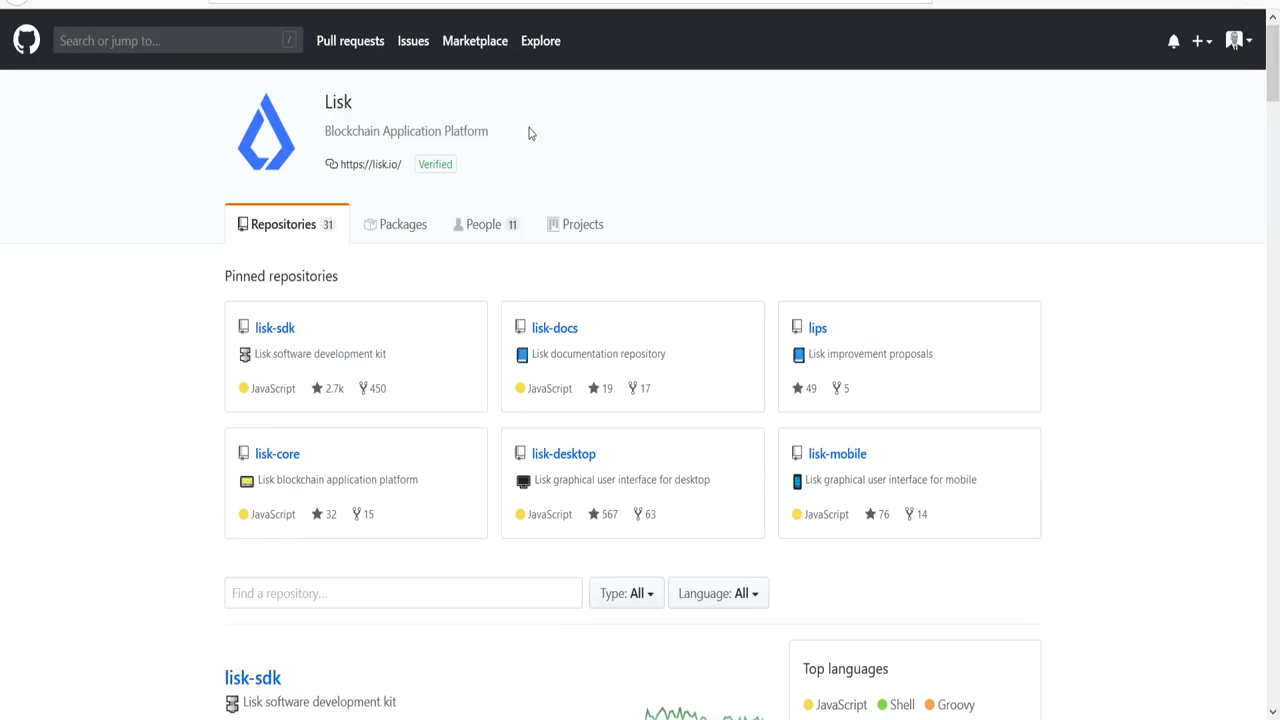 Search or jump to... /
Pull requests Issues Marketplace Explore
Lisk
Blockchain Application Platform
https://lisk.io/ Verified
Repositories 31 Packages People 11 Projects
Pinned repositories
lisk-sdk
Lisk software development kit
JavaScript 2.7k 450
lisk-docs
Lisk documentation repository
JavaScript 19 17
lips
Lisk improvement proposals
49 5
lisk-core
Lisk blockchain application platform
JavaScript 32 15
lisk-desktop
Lisk graphical user interface for desktop
JavaScript 567 63
lisk-mobile
Lisk graphical user interface for mobile
JavaScript 76 14
Find a repository... Type: All Language: All
lisk-sdk
Lisk software development kit
Top languages
JavaScript Shell Groovy